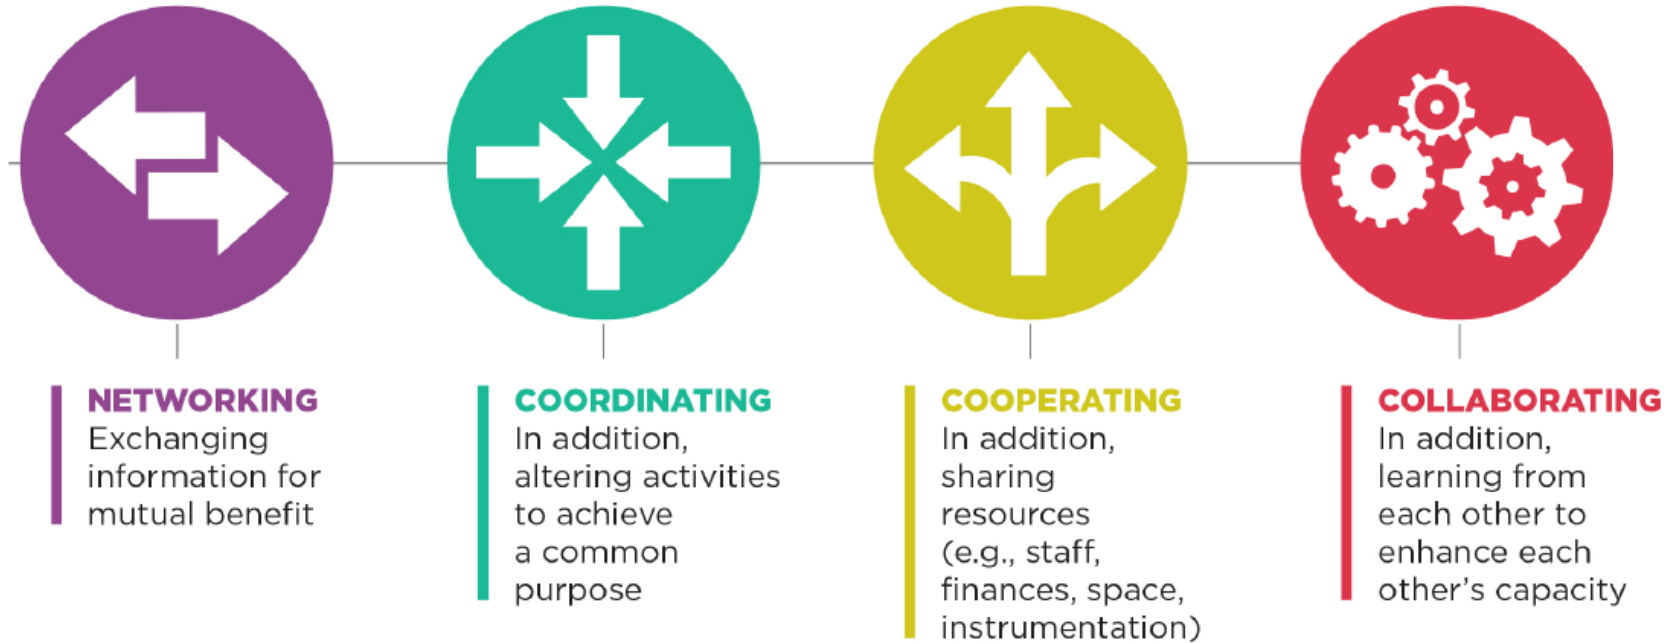 NETWORKING
Exchanging
information for
mutual benefit
COORDINATING
In addition,
altering activities
to achieve
a common
purpose
COOPERATING
In addition,
sharing
resources
(e.g., staff,
finances, space,
instrumentation)
COLLABORATING
In addition,
learning from
each other to
enhance each
other's capacity